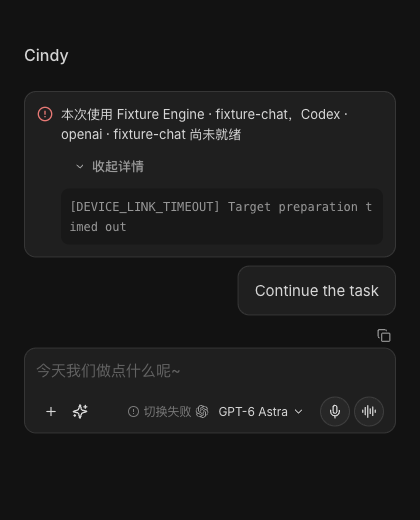 Cindy
本次使用 Fixture Engine · fixture-chat，Codex ·
openai · fixture-chat 尚未就绪
收起详情
[DEVICE_LINK_TIMEOUT] Target preparation t
imed out
Continue the task
今天我们做点什么呢~
切换失败 GPT-6 Astra